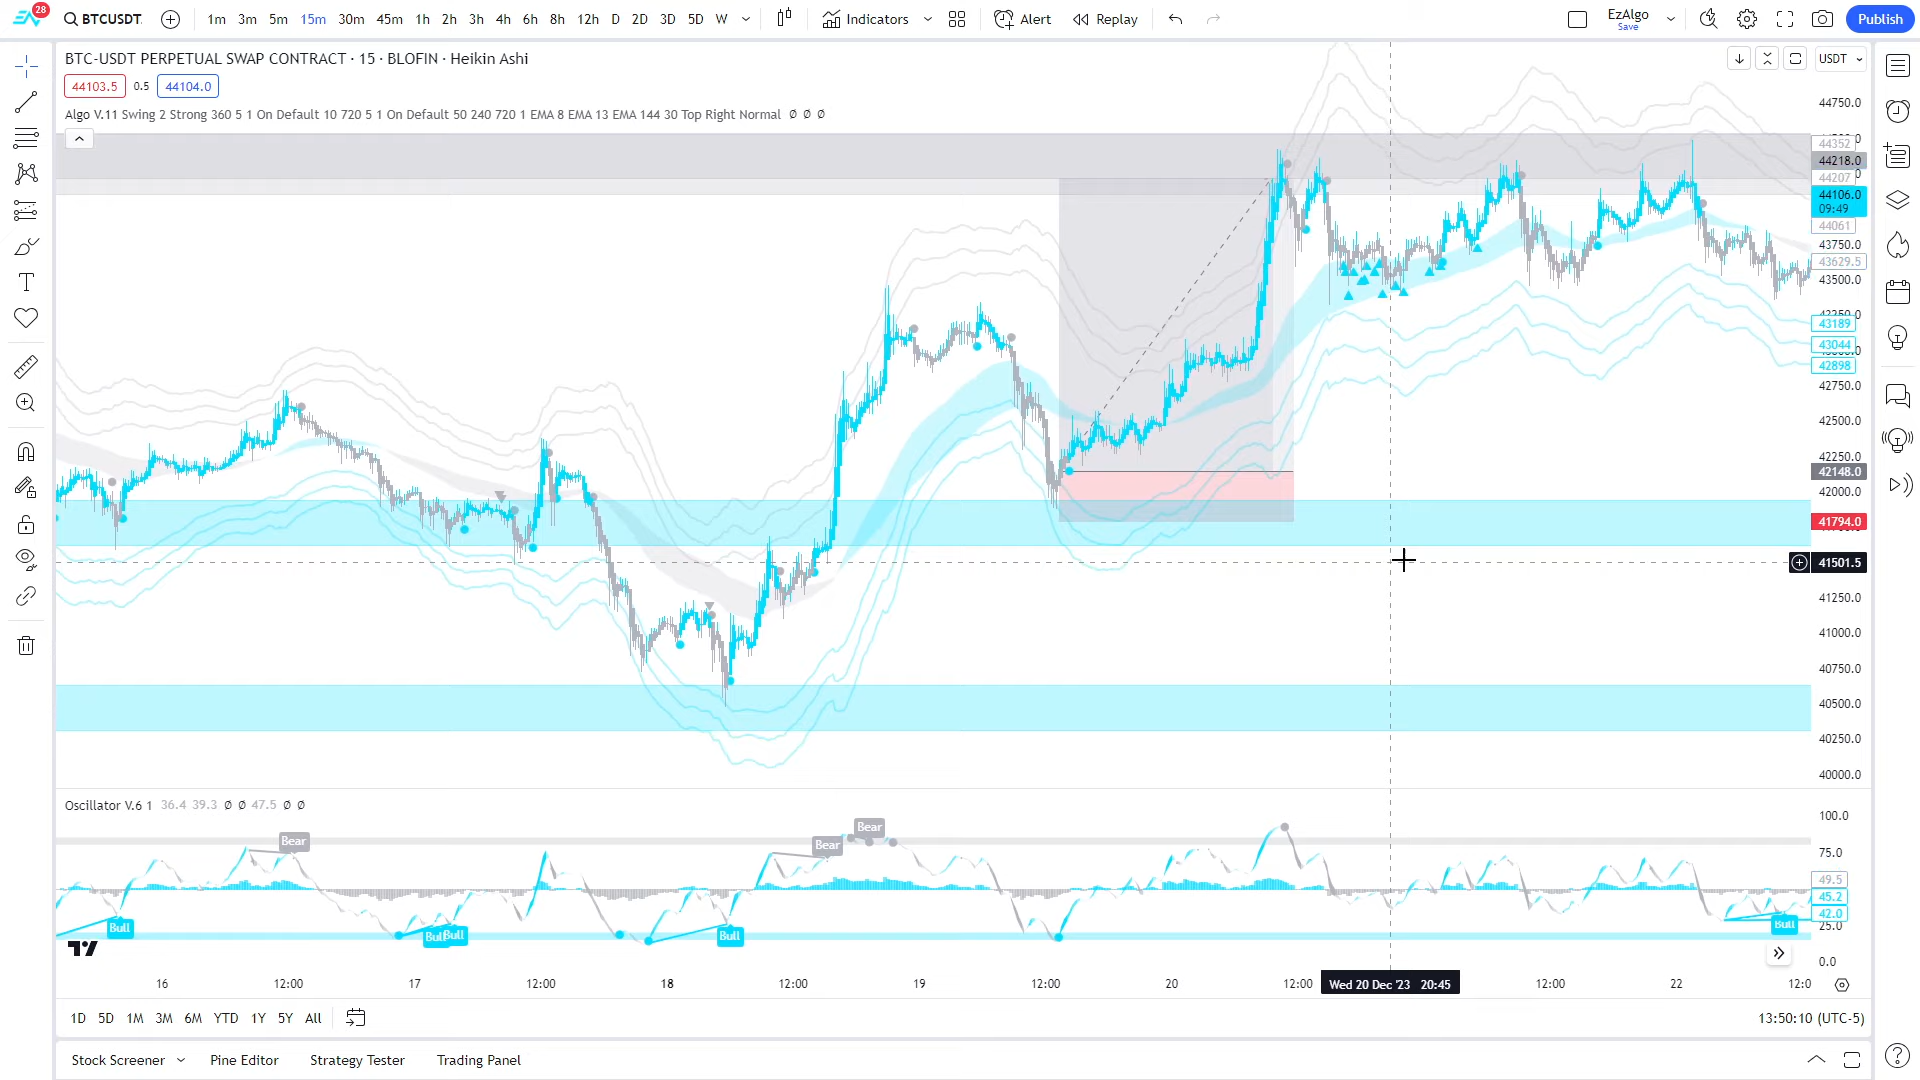 28
BTCUSDT
1m 3m 5m 15m 30m 45m 1h 2h 3h 4h 6h 8h 12h D 2D 3D 5D W
Indicators
Alert
Replay
EzAlgo
Save
Publish
BTC-USDT PERPETUAL SWAP CONTRACT · 15 · BLOFIN · Heikin Ashi
USDT
44103.5 0.5 44104.0
Algo V.11 Swing 2 Strong 360 5 1 On Default 10 720 5 1 On Default 50 240 720 1 EMA 8 EMA 13 EMA 144 30 Top Right Normal Ø Ø Ø
44750.0
44352
44218.0
44207
44106.0
09:49
44061
43750.0
43629.5
43500.0
43189
43044
42898
42750.0
42500.0
42250.0
42148.0
42000.0
41794.0
41501.5
41250.0
41000.0
40750.0
40500.0
40250.0
40000.0
Oscillator V.6 1 36.4 39.3 Ø Ø 47.5 Ø Ø
100.0
Bear
Bear
Bear
75.0
49.5
45.2
42.0
25.0
0.0
Bull
Bull
Bull
Bull
16 12:00 17 12:00 18 12:00 19 12:00 20 12:00 Wed 20 Dec '23 20:45 12:00 22 12:0
1D 5D 1M 3M 6M YTD 1Y 5Y All
13:50:10 (UTC-5)
Stock Screener
Pine Editor
Strategy Tester
Trading Panel